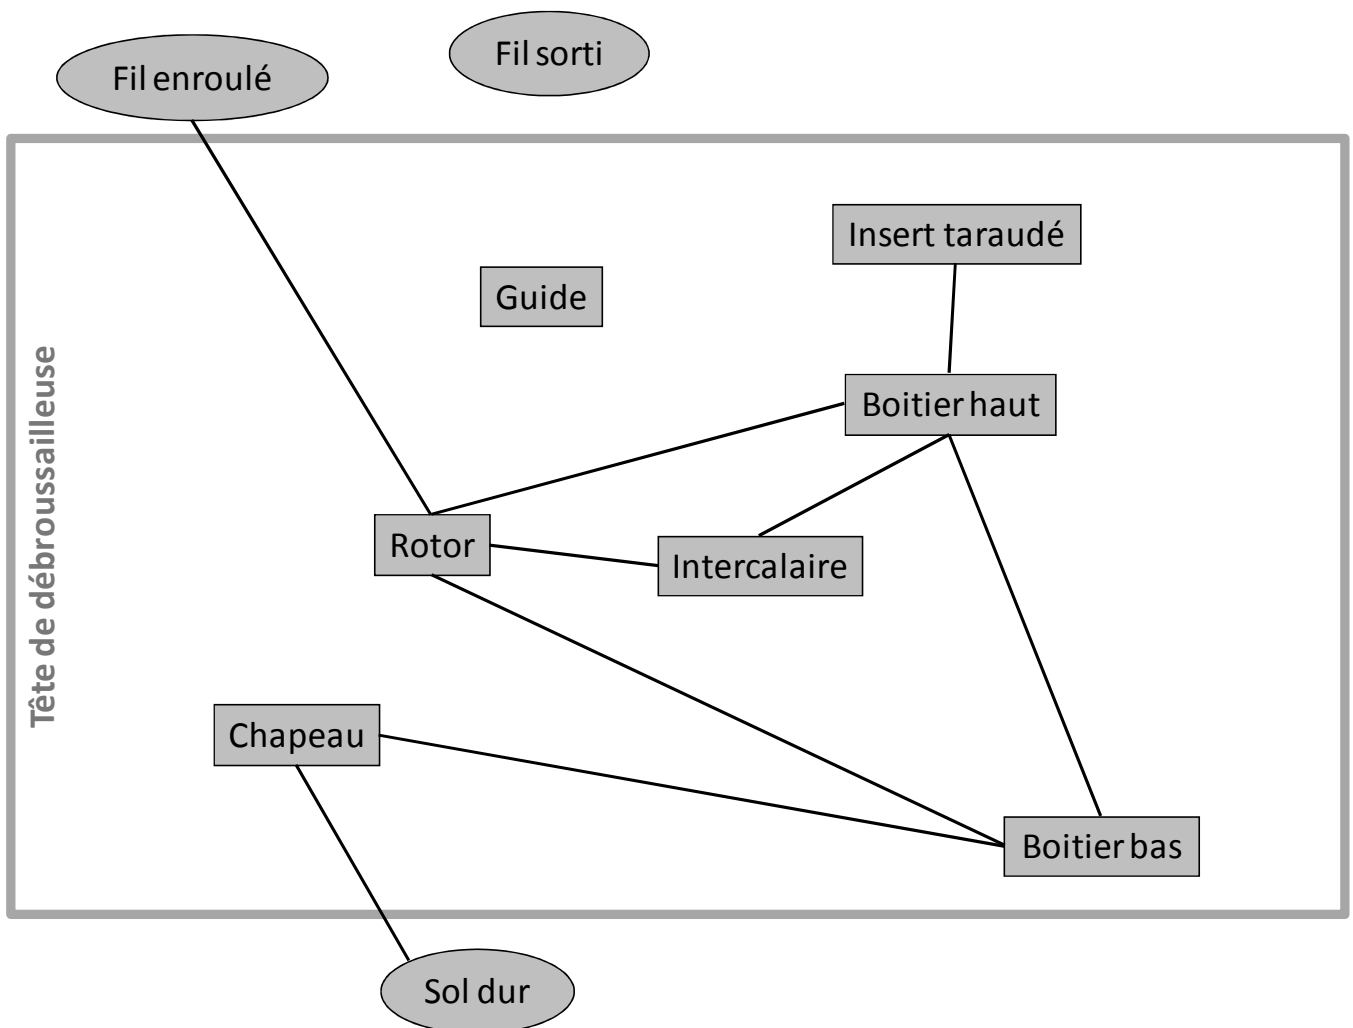 Fil enroulé
Fil sorti
Insert taraudé
Guide
Boitier haut
Tête de débroussailleuse
Rotor
Intercalaire
Chapeau
Boitier bas
Sol dur